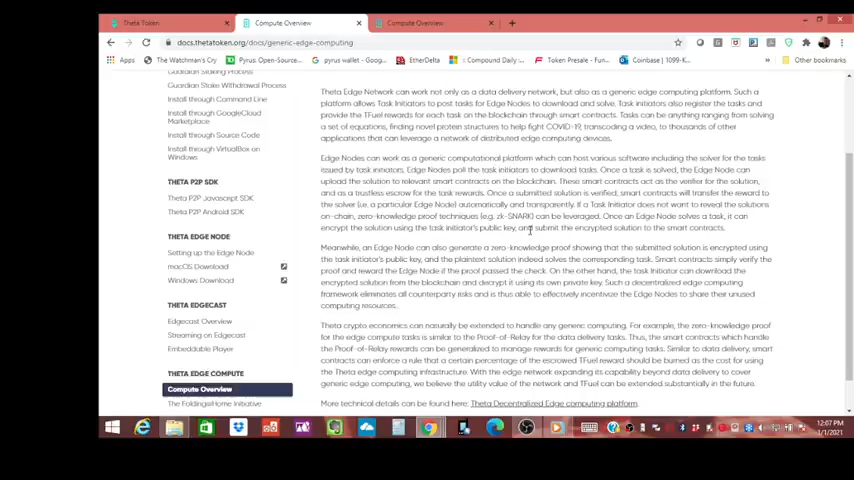 Theta Token
Compute Overview
Compute Overview
docs.thetatoken.org/docs/generic-edge-computing
Apps
The Watchman's Cry
Pyrus Open-Source...
pyrus wallet - Goog...
EtherDelta
:: Compound Daily :...
Token Presale - Fun...
Coinbase | 1099-K...
Other bookmarks
Guardian Staking Process
Guardian Stake Withdrawal Process
Install through Command Line
Install through GoogleCloud
Marketplace
Install through Source Code
Install through VirtualBox on
Windows
THETA P2P SDK
Theta P2P Javascript SDK
Theta P2P Android SDK
THETA EDGE NODE
Setting up the Edge Node
macOS Download
Windows Download
THETA EDGECAST
Edgecast Overview
Streaming on Edgecast
Embeddable Player
THETA EDGE COMPUTE
Compute Overview
The Folding@Home Initiative
Theta Edge Network can work not only as a data delivery network, but also as a generic edge computing platform. Such a
platform allows Task Initiators to post tasks for Edge Nodes to download and solve. Task initiators also register the tasks and
provide the TFuel rewards for each task on the blockchain through smart contracts. Tasks can be anything ranging from solving
a set of equations, finding novel protein structures to help fight COVID-19, transcoding a video, to thousands of other
applications that can leverage a network of distributed edge computing devices.
Edge Nodes can work as a generic computational platform which can host various software including the solver for the tasks
issued by task initiators. Edge Nodes poll the task initiators to download tasks. Once a task is solved, the Edge Node can
upload the solution to relevant smart contracts on the blockchain. These smart contracts act as the verifier for the solution,
and as a trustless escrow for the task rewards. Once a submitted solution is verified, smart contracts will transfer the reward to
the solver (i.e, a particular Edge Node) automatically and transparently. If a Task Initiator does not want to reveal the solutions
on-chain, zero-knowledge proof techniques (e.g. zk-SNARK) can be leveraged. Once an Edge Node solves a task, it can
encrypt the solution using the task initiator's public key, and submit the encrypted solution to the smart contracts.
Meanwhile, an Edge Node can also generate a zero-knowledge proof showing that the submitted solution is encrypted using
the task initiator's public key, and the plaintext solution indeed solves the corresponding task. Smart contracts simply verify the
proof and reward the Edge Node if the proof passed the check. On the other hand, the task Initiator can download the
encrypted solution from the blockchain and decrypt it using its own private key. Such a decentralized edge computing
framework eliminates all counterparty risks and is thus able to effectively incentivize the Edge Nodes to share their unused
computing resources.
Theta crypto economics can naturally be extended to handle any generic computing. For example, the zero-knowledge proof
for the edge compute tasks is similar to the Proof-of-Relay for the data delivery tasks. Thus, the smart contracts which handle
the Proof-of-Relay rewards can be generalized to manage rewards for generic computing tasks. Similar to data delivery, smart
contracts can enforce a rule that a certain percentage of the escrowed TFuel reward should be burned as the cost for using
the Theta edge computing infrastructure. With the edge network expanding its capability beyond data delivery to cover
generic edge computing, we believe the utility value of the network and TFuel can be extended substantially in the future.
More technical details can be found here: Theta Decentralized Edge computing platform.
12:07 PM
1/1/2021